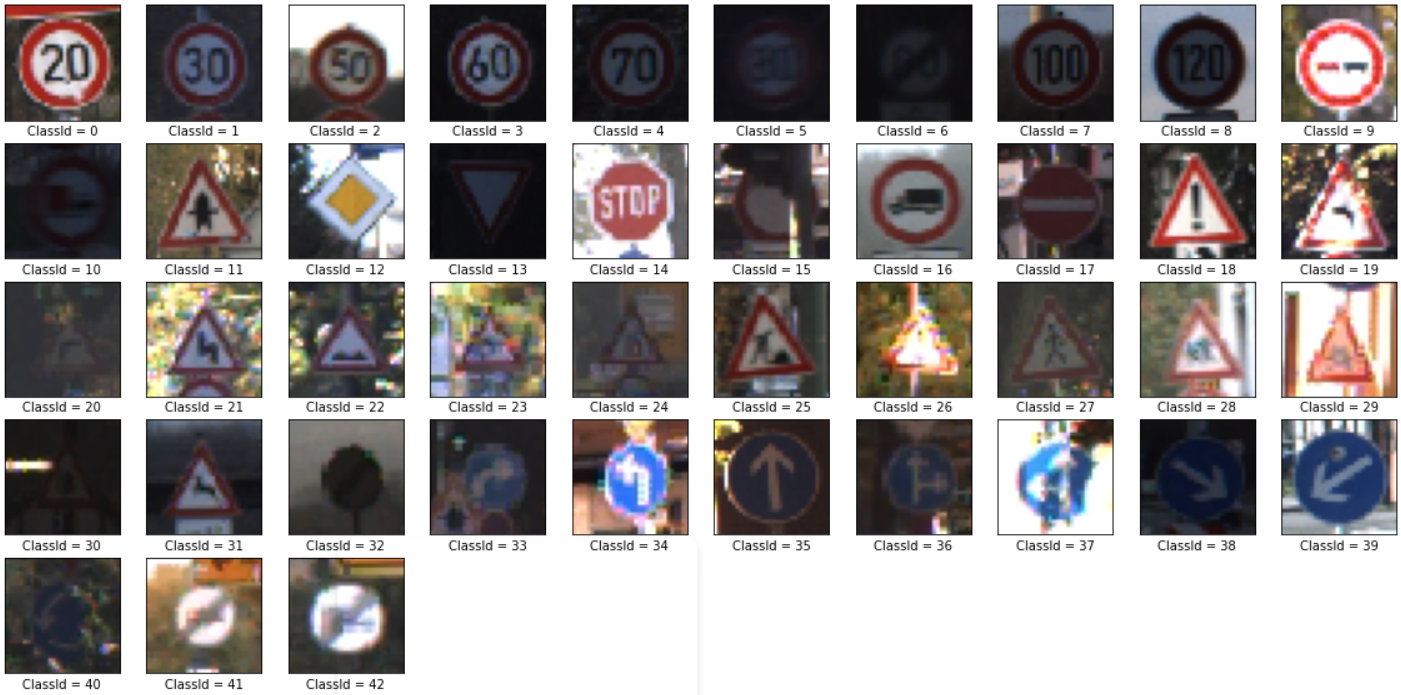 20 30 50 60 70 80 100 120
ClassId = 0 ClassId = 1 ClassId = 2 ClassId = 3 ClassId = 4 ClassId = 5 ClassId = 6 ClassId = 7 ClassId = 8 ClassId = 9
STOP
ClassId = 10 ClassId = 11 ClassId = 12 ClassId = 13 ClassId = 14 ClassId = 15 ClassId = 16 ClassId = 17 ClassId = 18 ClassId = 19
ClassId = 20 ClassId = 21 ClassId = 22 ClassId = 23 ClassId = 24 ClassId = 25 ClassId = 26 ClassId = 27 ClassId = 28 ClassId = 29
ClassId = 30 ClassId = 31 ClassId = 32 ClassId = 33 ClassId = 34 ClassId = 35 ClassId = 36 ClassId = 37 ClassId = 38 ClassId = 39
ClassId = 40 ClassId = 41 ClassId = 42